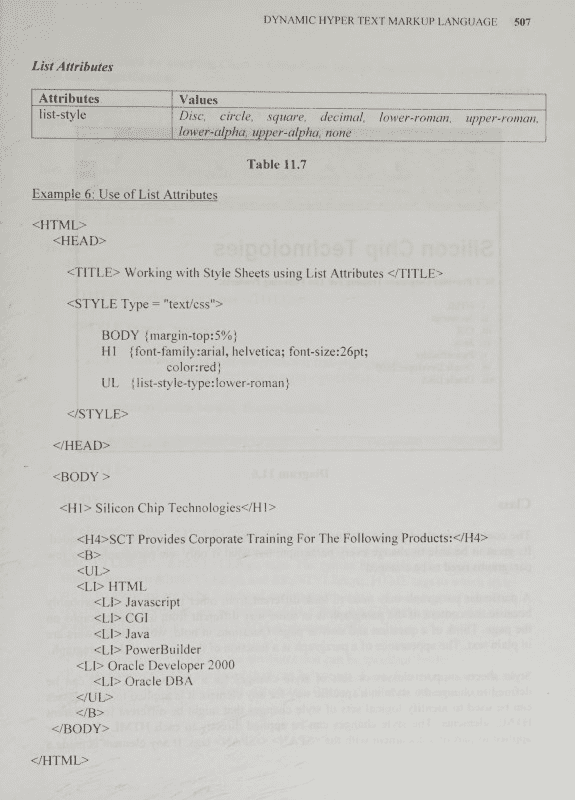 DYNAMIC HYPER TEXT MARKUP LANGUAGE 507
List Attributes
Attributes Values
list-style Disc, circle, square, decimal, lower-roman, upper-roman,
lower-alpha, upper-alpha, none
Table 11.7
Example 6: Use of List Attributes
<HTML>
<HEAD>
<TITLE> Working with Style Sheets using List Attributes </TITLE>
<STYLE Type = "text/css">
BODY {margin-top:5%}
H1 {font-family:arial, helvetica; font-size:26pt;
color:red}
UL {list-style-type:lower-roman}
</STYLE>
</HEAD>
<BODY >
<H1> Silicon Chip Technologies</H1>
<H4>SCT Provides Corporate Training For The Following Products:</H4>
<B>
<UL>
<LI> HTML
<LI> Javascript
<LI> CGI
<LI> Java
<LI> PowerBuilder
<LI> Oracle Developer 2000
<LI> Oracle DBA
</UL>
</B>
</BODY>
</HTML>